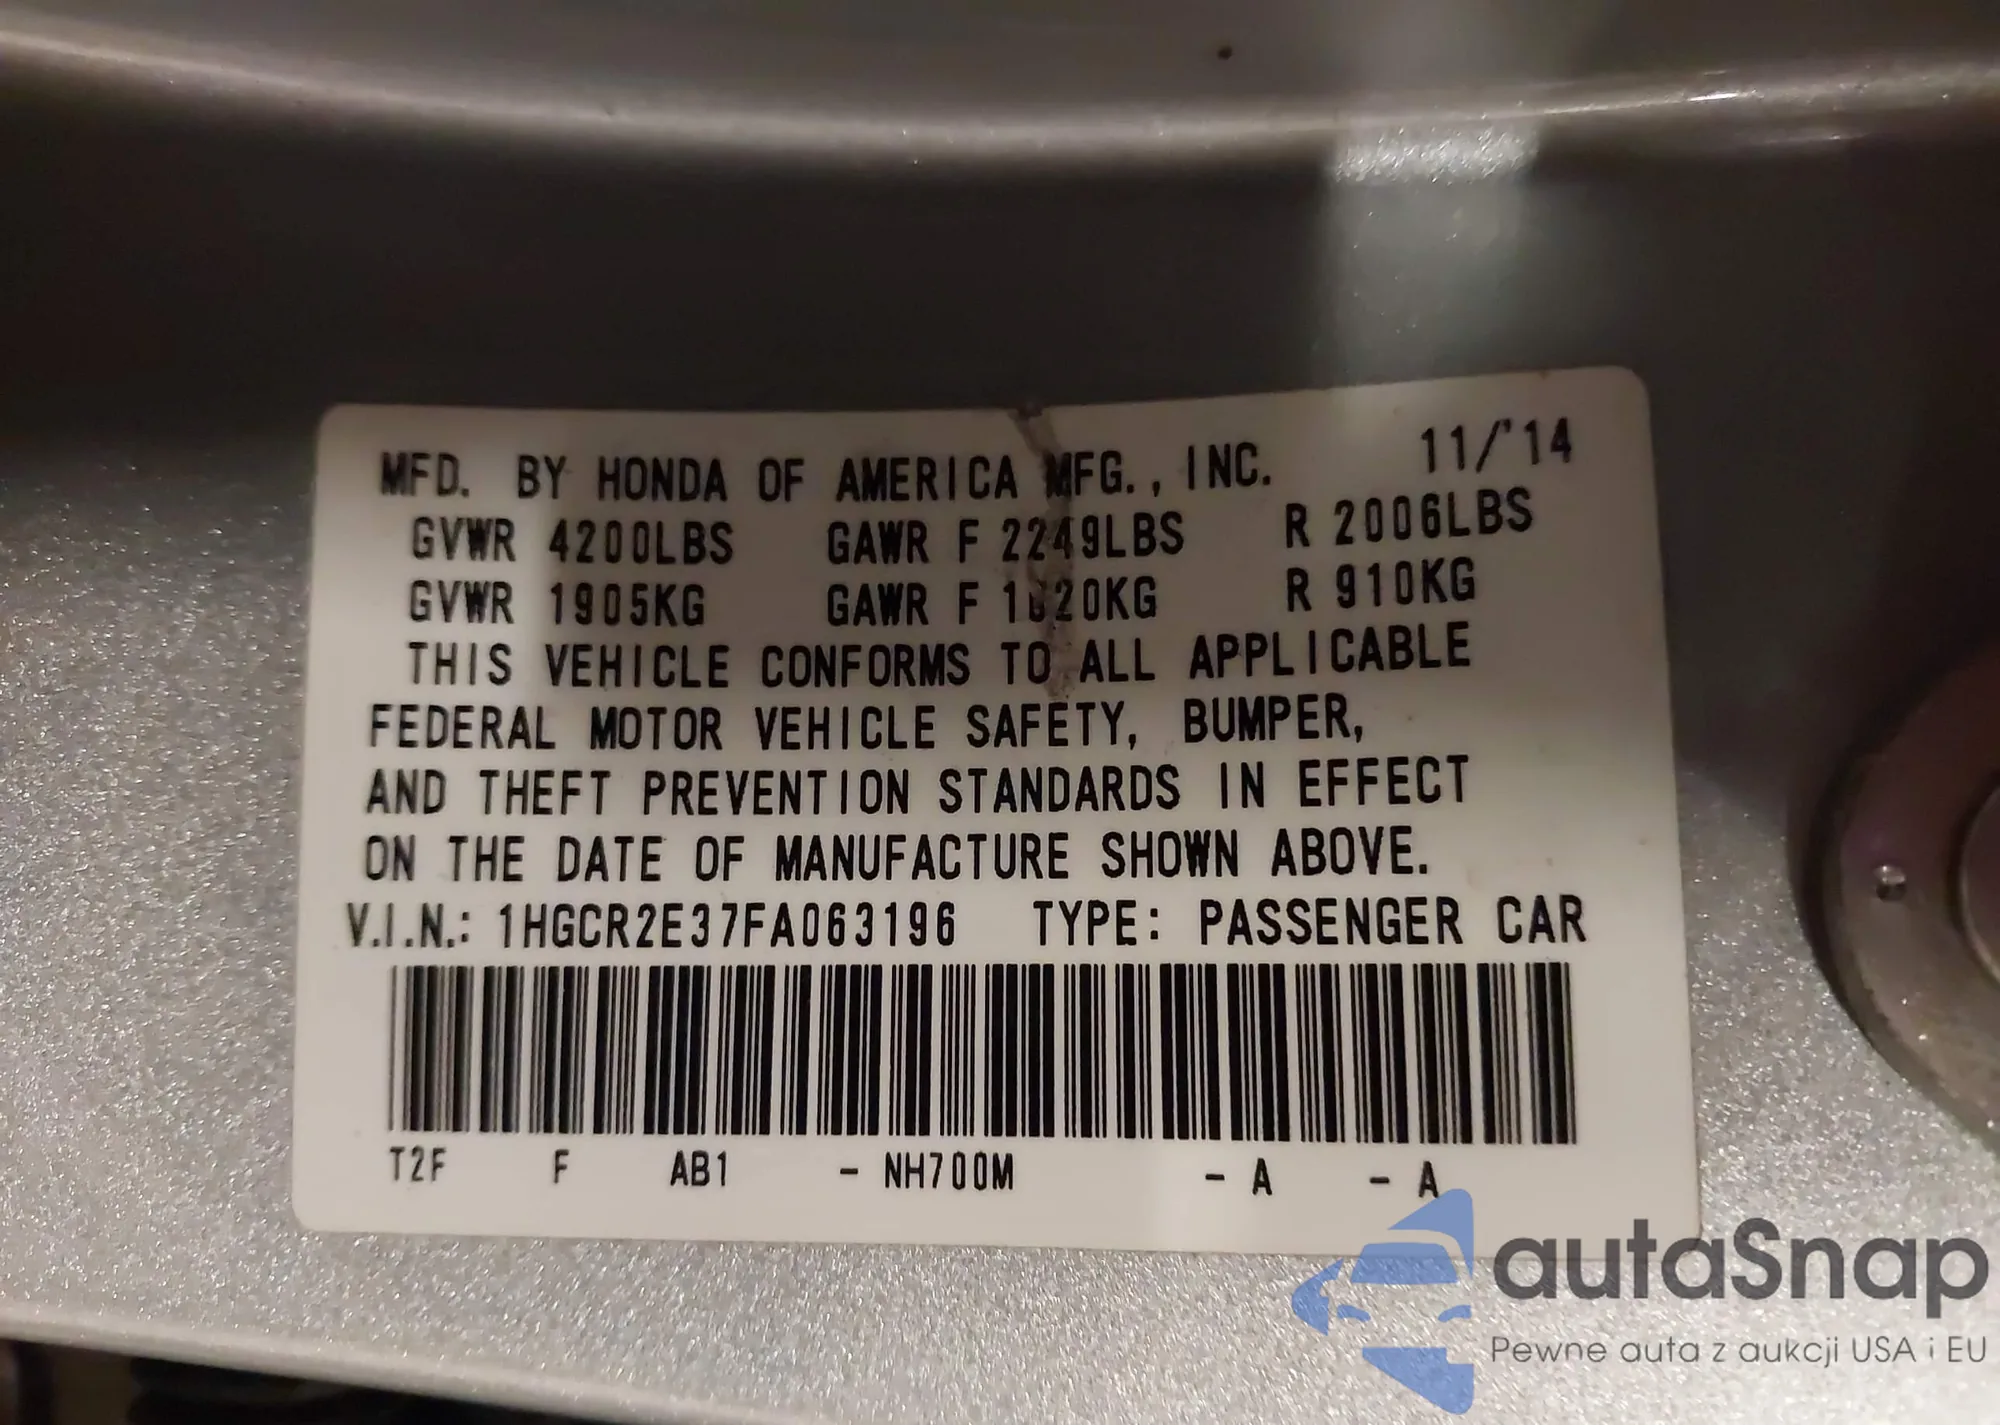 MFD. BY HONDA OF AMERICA MFG., INC. 11/'14
GVWR 4200LBS GAWR F 2249LBS R 2006LBS
GVWR 1905KG GAWR F 1020KG R 910KG
THIS VEHICLE CONFORMS TO ALL APPLICABLE
FEDERAL MOTOR VEHICLE SAFETY, BUMPER,
AND THEFT PREVENTION STANDARDS IN EFFECT
ON THE DATE OF MANUFACTURE SHOWN ABOVE.
V.I.N.: 1HGCR2E37FA063196 TYPE: PASSENGER CAR
T2F F AB1 - NH700M - A - A
autaSnap
Pewne auta z aukcji USA i EU